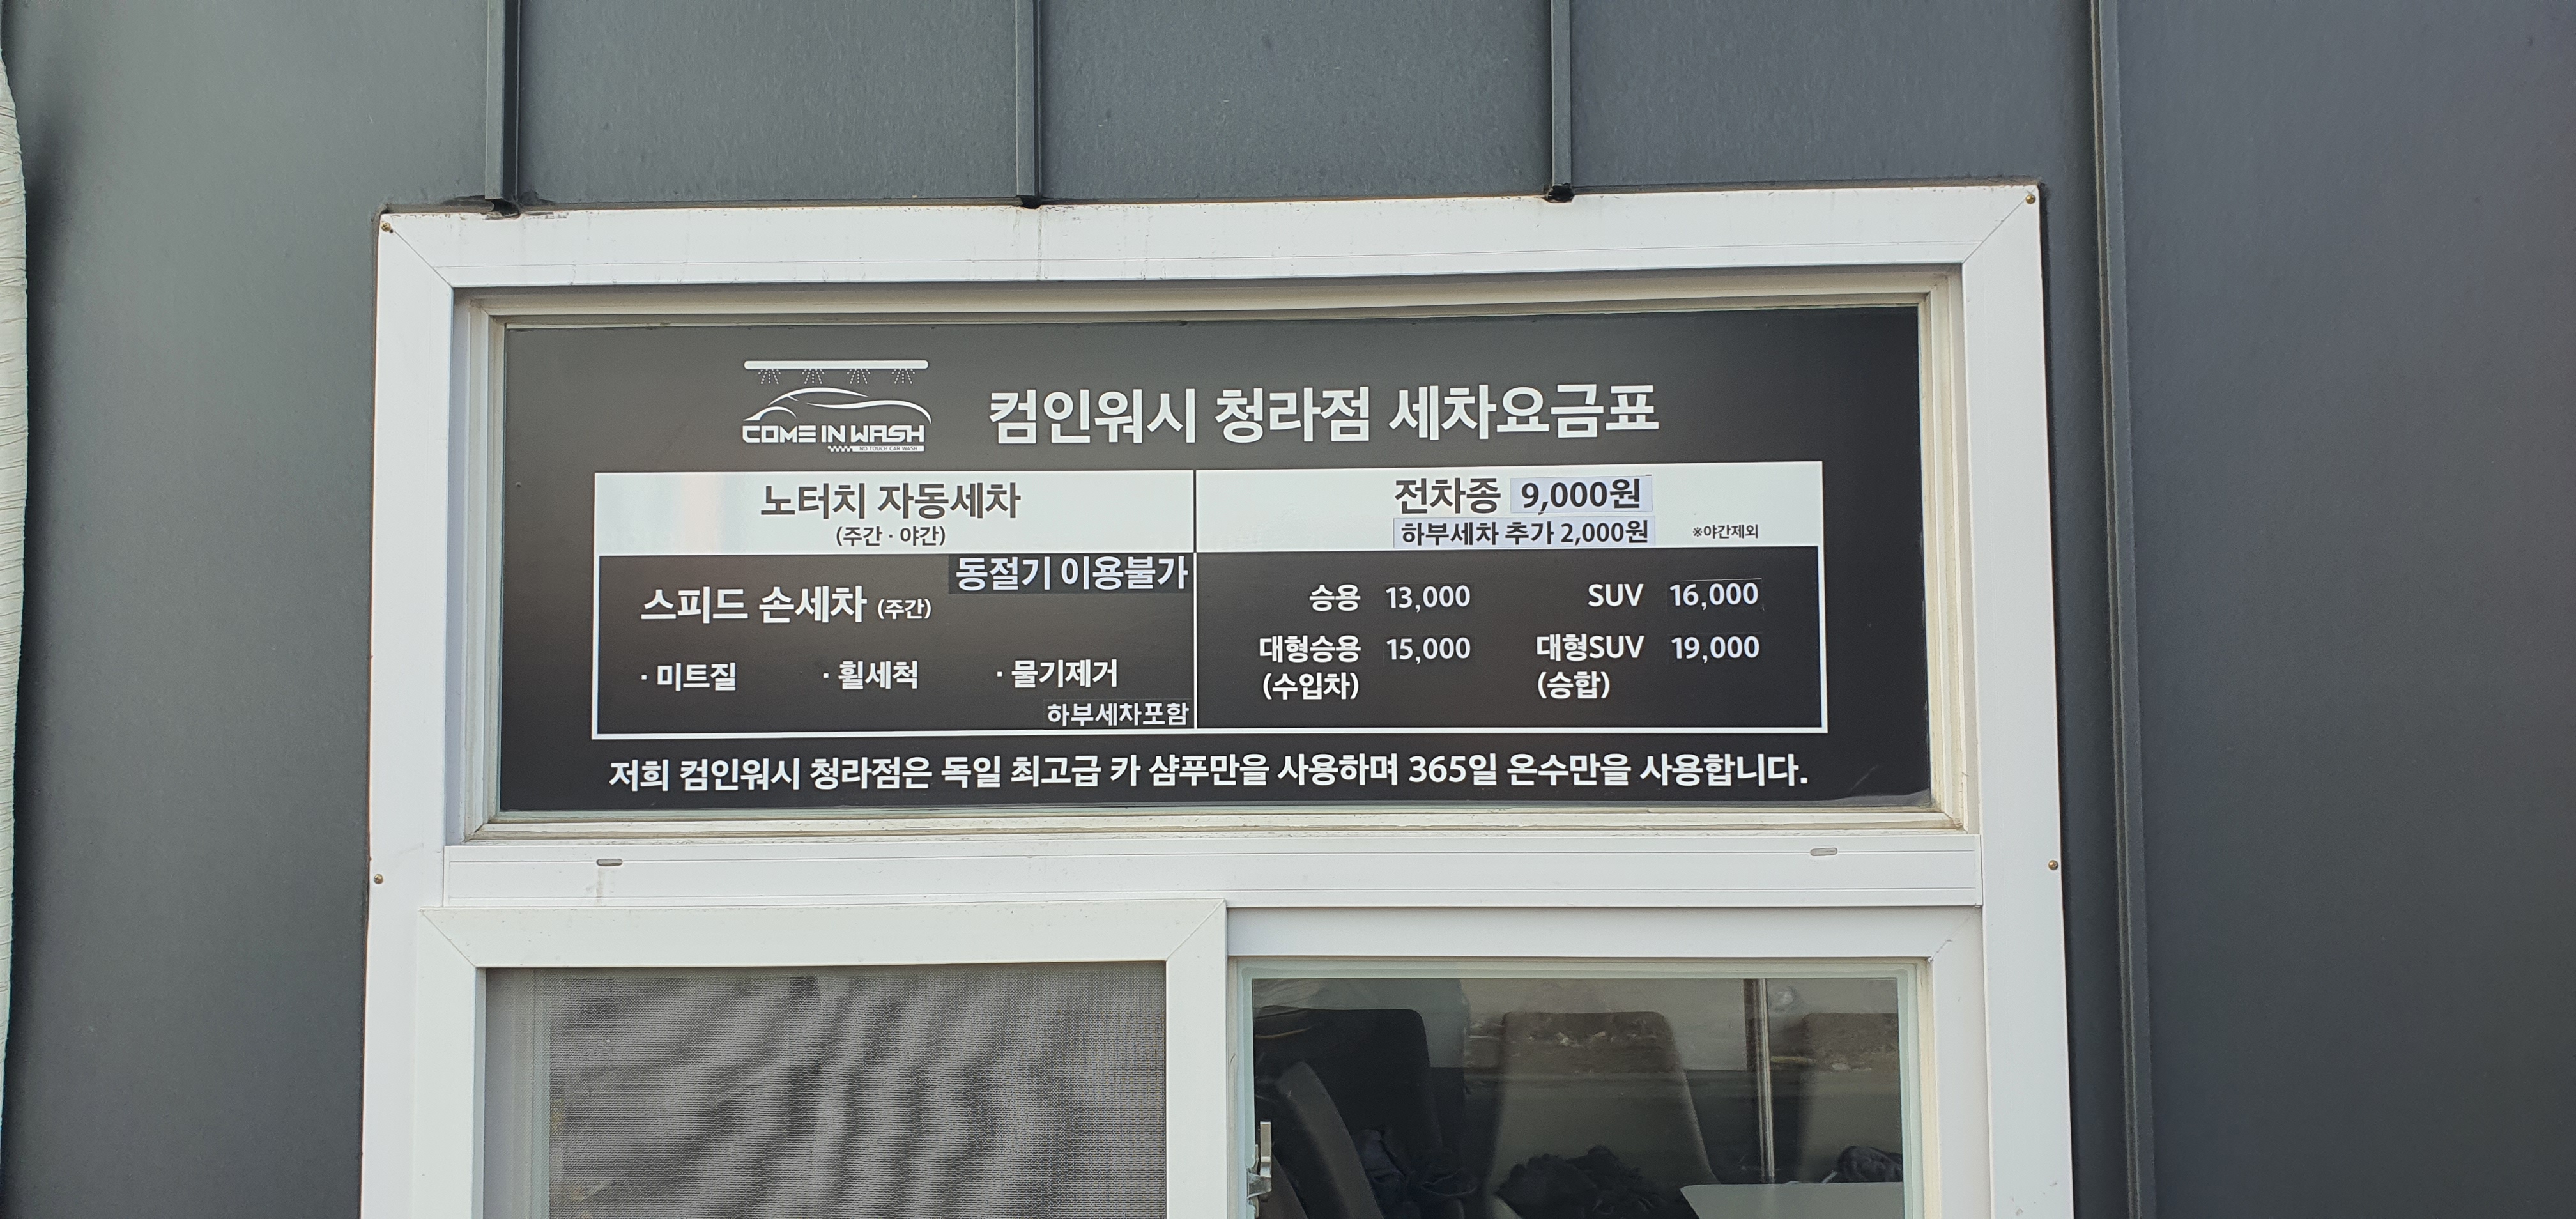 COME IN WASH
NO TOUCH CAR WASH
컴인워시 청라점 세차요금표
노터치 자동세차
(주간 · 야간)
전차종 9,000원
하부세차 추가 2,000원 ※야간제외
동절기 이용불가
스피드 손세차 (주간)
· 미트질 · 휠세척 · 물기제거
하부세차포함
승용 13,000 SUV 16,000
대형승용 15,000 대형SUV 19,000
(수입차) (승합)
저희 컴인워시 청라점은 독일 최고급 카 샴푸만을 사용하며 365일 온수만을 사용합니다.